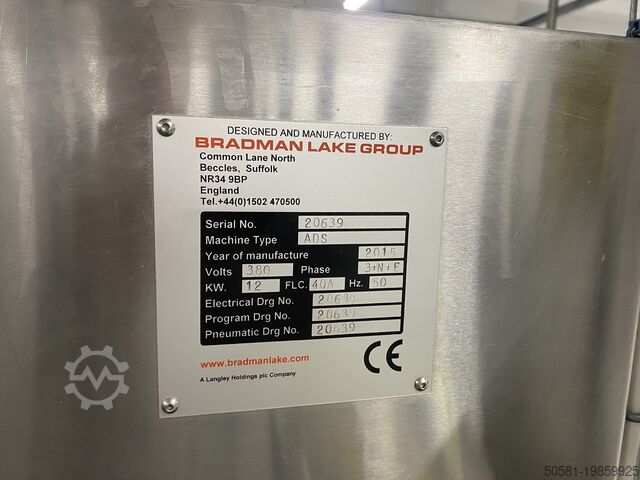 DESIGNED AND MANUFACTURED BY:
BRADMAN LAKE GROUP
Common Lane North
Beccles, Suffolk
NR34 9BP
England
Tel.+44(0)1502 470500
Serial No. 20639
Machine Type ADS
Year of manufacture 2015
Volts 380 Phase 3+N+E
KW. 12 FLC. 40A Hz. 50
Electrical Drg No. 20639
Program Drg No. 20639
Pneumatic Drg No. 20639
www.bradmanlake.com
A Langley Holdings plc Company
CE
50581-19859925